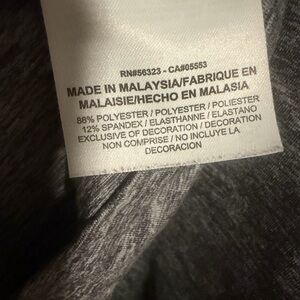 RN#56323 - CA#05553
MADE IN MALAYSIA/FABRIQUE EN
MALAISIE/HECHO EN MALASIA
88% POLYESTER / POLYESTER / POLIESTER
12% SPANDEX / ELASTHANNE / ELASTANO
EXCLUSIVE OF DECORATION / DECORATION
NON COMPRISE / NO INCLUYE LA
DECORACION